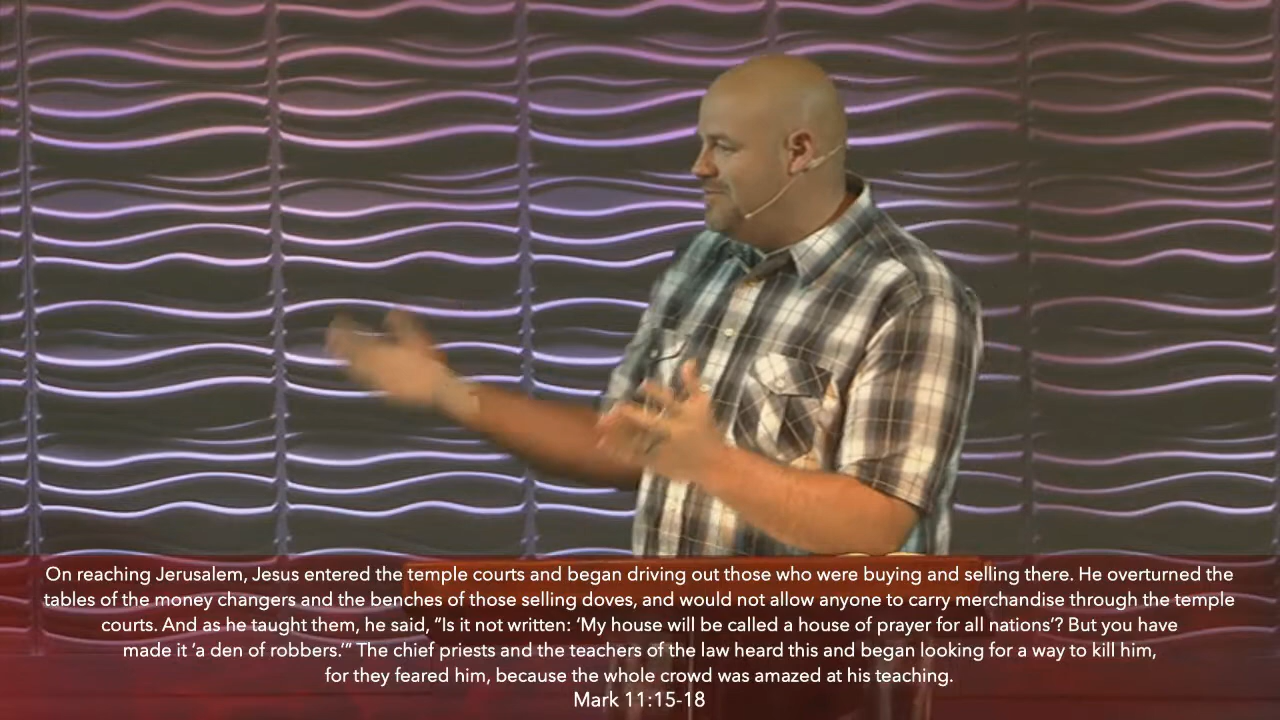 On reaching Jerusalem, Jesus entered the temple courts and began driving out those who were buying and selling there. He overturned the
tables of the money changers and the benches of those selling doves, and would not allow anyone to carry merchandise through the temple
courts. And as he taught them, he said, “Is it not written: ‘My house will be called a house of prayer for all nations’? But you have
made it ‘a den of robbers.’” The chief priests and the teachers of the law heard this and began looking for a way to kill him,
for they feared him, because the whole crowd was amazed at his teaching.
Mark 11:15-18